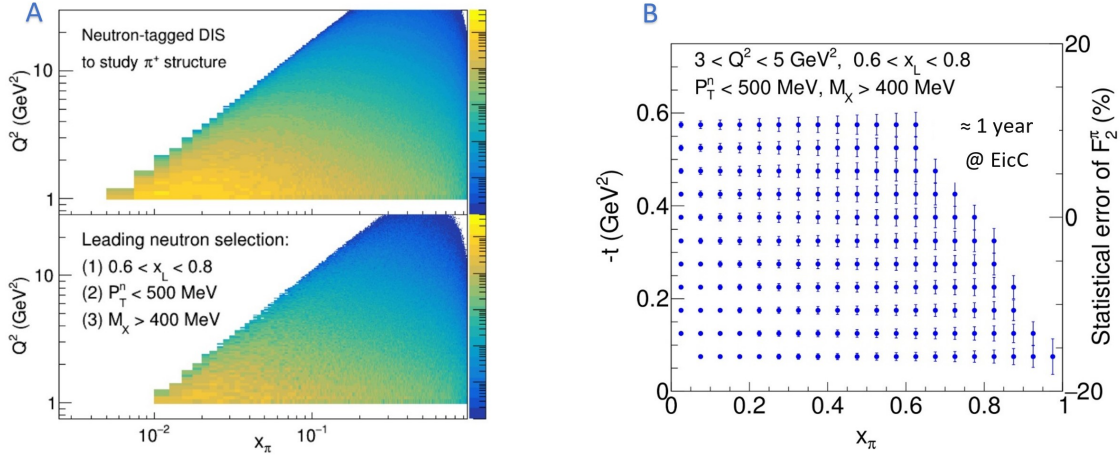 A
Neutron-tagged DIS
to study π⁺ structure
Q² (GeV²)
10
1
Leading neutron selection:
(1) 0.6 < x_L < 0.8
(2) P_T^n < 500 MeV
(3) M_X > 400 MeV
Q² (GeV²)
10
1
10⁻²
10⁻¹
x_π
B
3 < Q² < 5 GeV², 0.6 < x_L < 0.8
P_T^n < 500 MeV, M_X > 400 MeV
≈ 1 year
@ EicC
-t (GeV²)
0.6
0.4
0.2
0
0
0.2
0.4
0.6
0.8
1
x_π
20
0
−20
Statistical error of F_2^π (%)